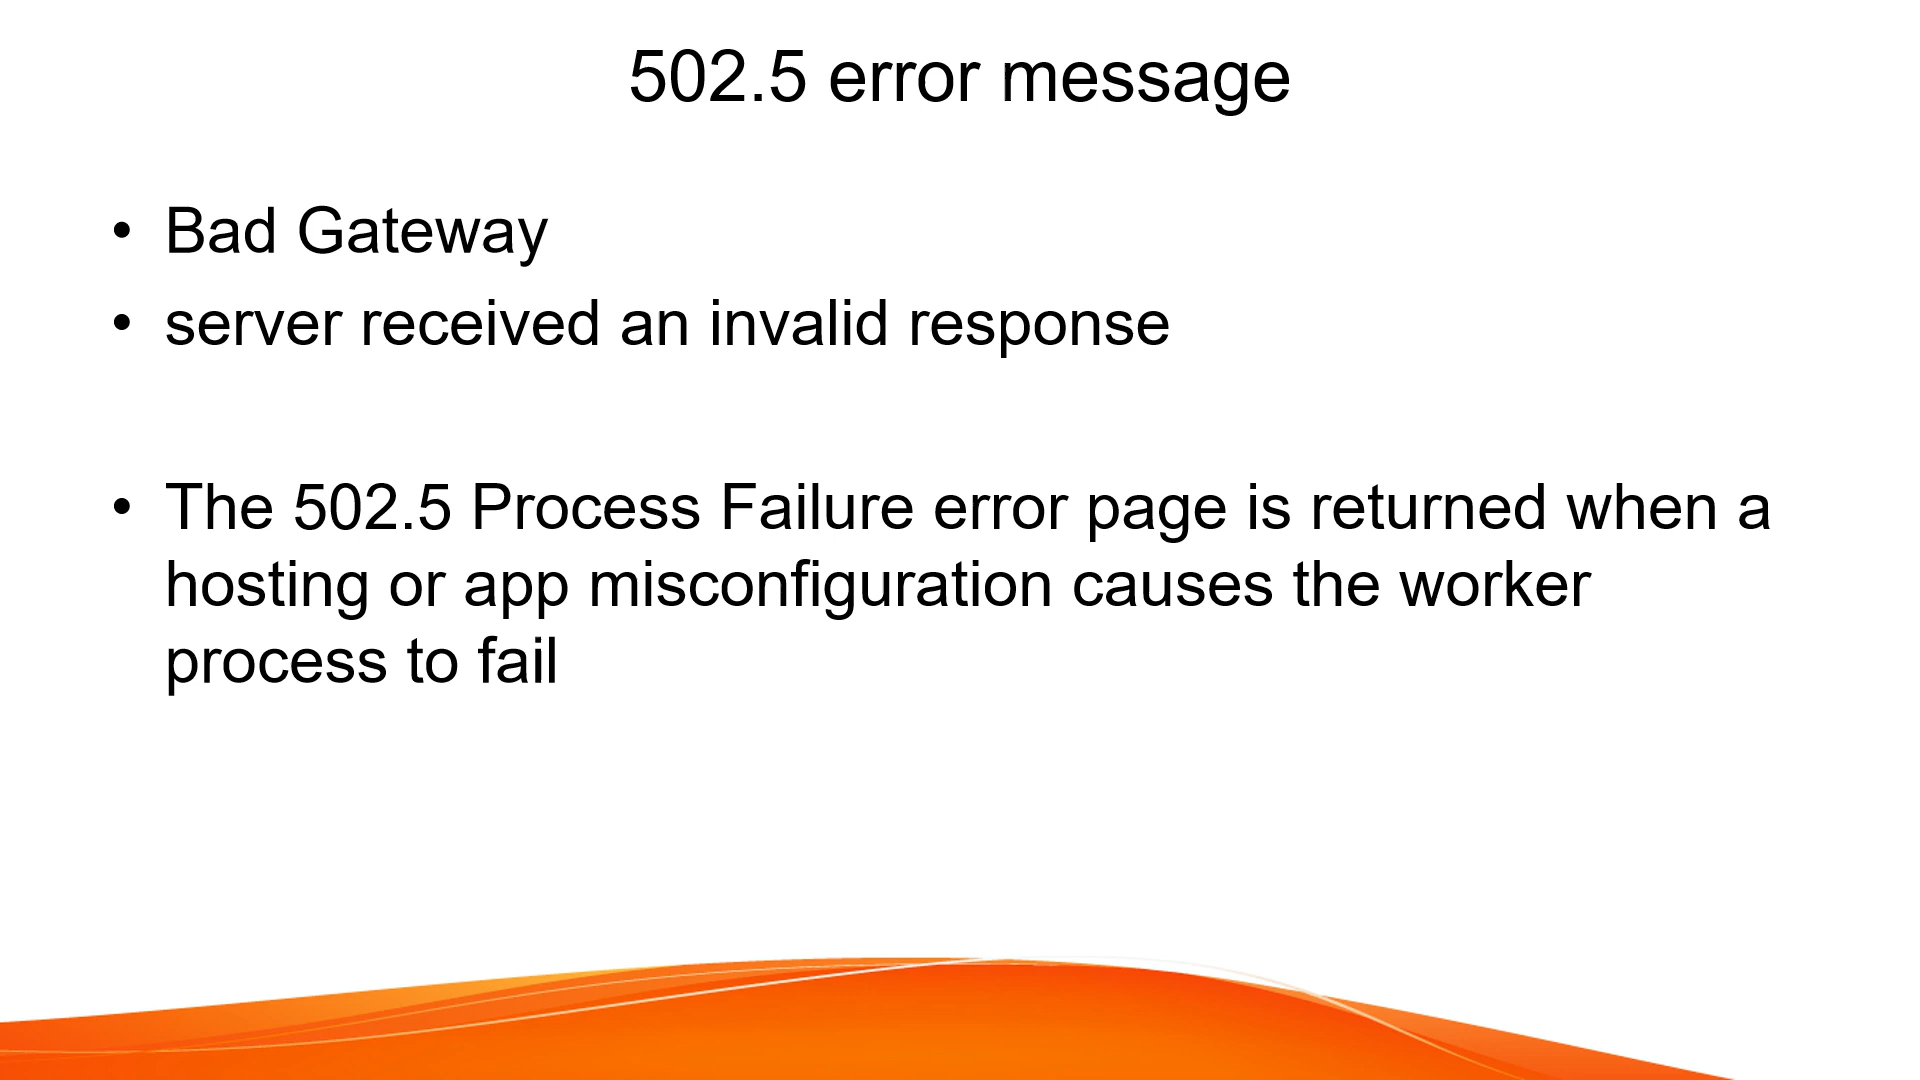 502.5 error message
• Bad Gateway
• server received an invalid response
• The 502.5 Process Failure error page is returned when a
hosting or app misconfiguration causes the worker
process to fail